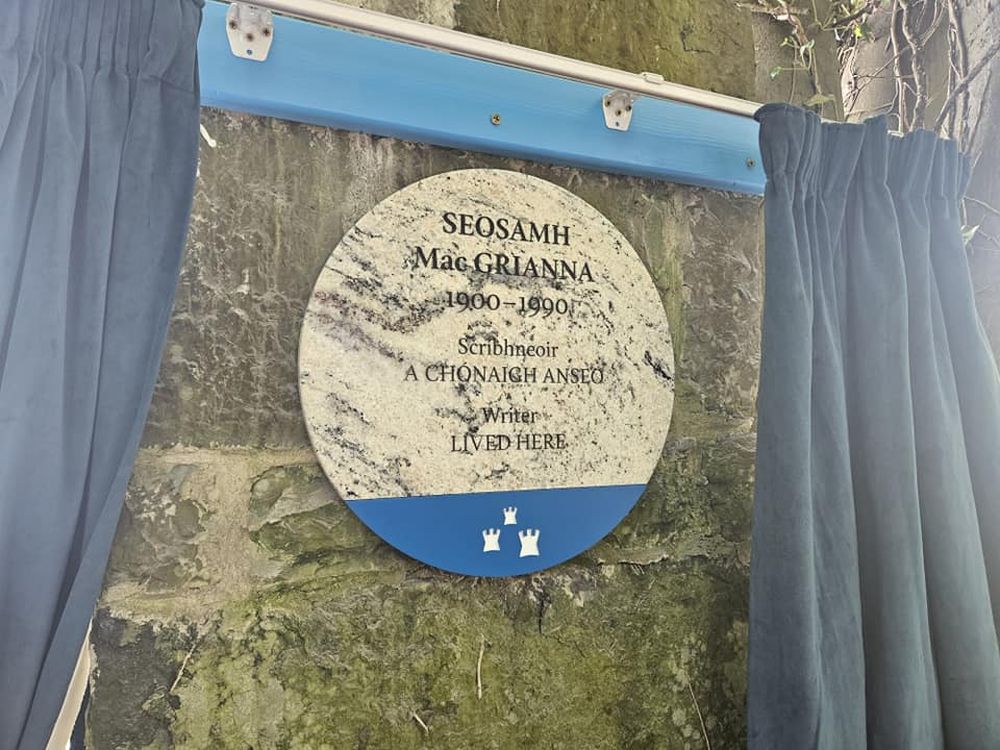 SEOSAMH
Mac GRIANNA
1900–1990
Scríbhneoir
A CHÓNAIGH ANSEO
Writer
LIVED HERE